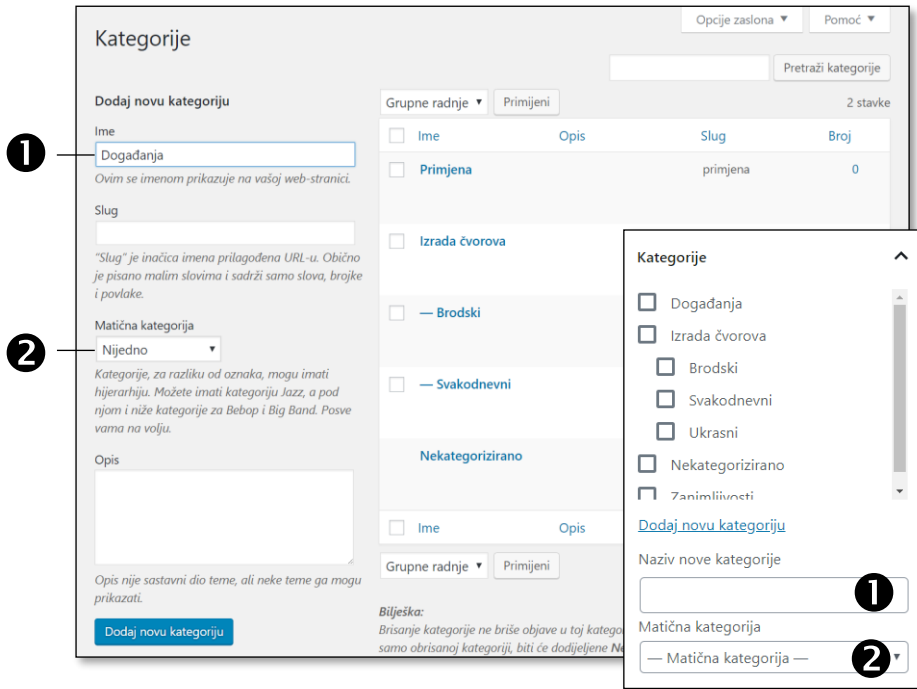 Kategorije
Opcije zaslona ▼
Pomoć ▼
Pretraži kategorije
Dodaj novu kategoriju
Ime
Događanja
Ovim se imenom prikazuje na vašoj web-stranici.
Slug
"Slug" je inačica imena prilagođena URL-u. Obično
je pisano malim slovima i sadrži samo slova, brojke
i povlake.
Matična kategorija
Nijedno ▼
Kategorije, za razliku od oznaka, mogu imati
hijerarhiju. Možete imati kategoriju Jazz, a pod
njom i niže kategorije za Bebop i Big Band. Posve
vama na volju.
Opis
Opis nije sastavni dio teme, ali neke teme ga mogu
prikazati.
Dodaj novu kategoriju
❶
❷
Grupne radnje ▼ Primijeni 2 stavke
Ime Opis Slug Broj
Primjena primjena 0
Izrada čvorova
— Brodski
— Svakodnevni
Nekategorizirano
Ime Opis
Grupne radnje ▼ Primijeni
Bilješka:
Brisanje kategorije ne briše objave u toj
samo obrisanoj kategoriji, biti će dodijeljene
Kategorije
Događanja
Izrada čvorova
Brodski
Svakodnevni
Ukrasni
Nekategorizirano
Zanimljivosti
Dodaj novu kategoriju
Naziv nove kategorije
❶
Matična kategorija
— Matična kategorija — ❷ ▼